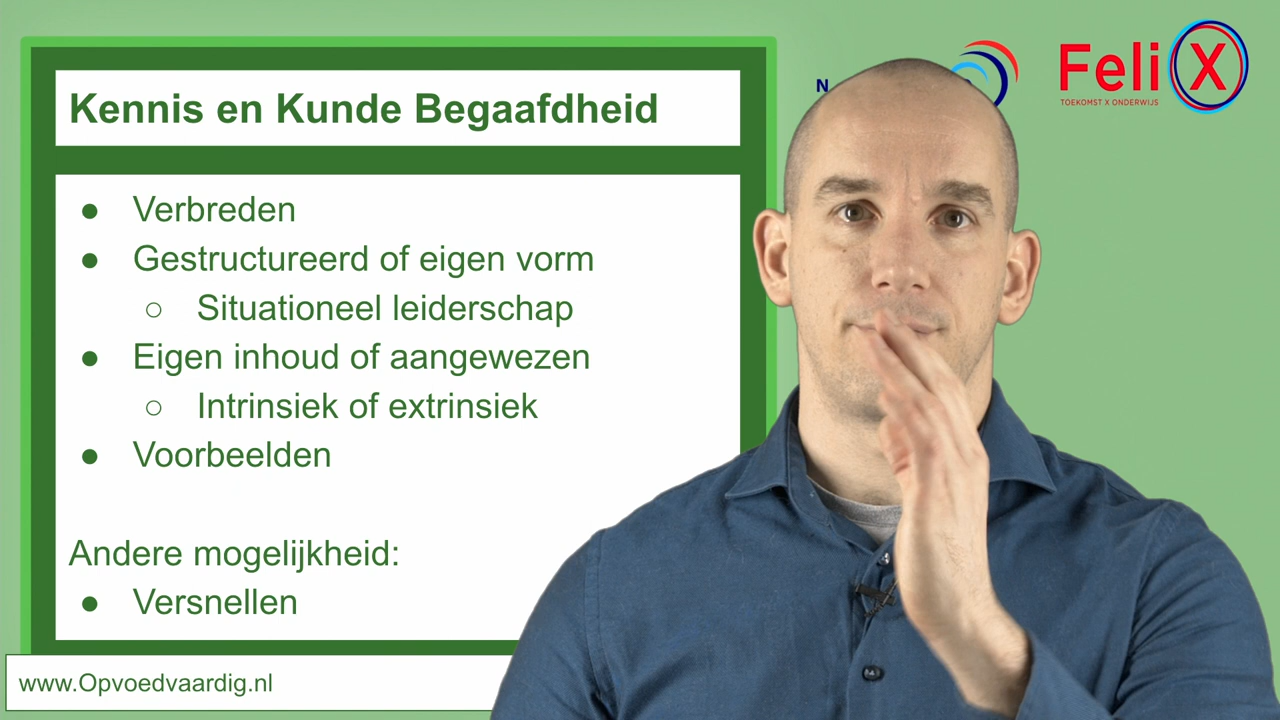 Kennis en Kunde Begaafdheid
● Verbreden
● Gestructureerd of eigen vorm
○ Situationeel leiderschap
● Eigen inhoud of aangewezen
○ Intrinsiek of extrinsiek
● Voorbeelden
Andere mogelijkheid:
● Versnellen
www.Opvoedvaardig.nl
N
FeliX
TOEKOMST X ONDERWIJS